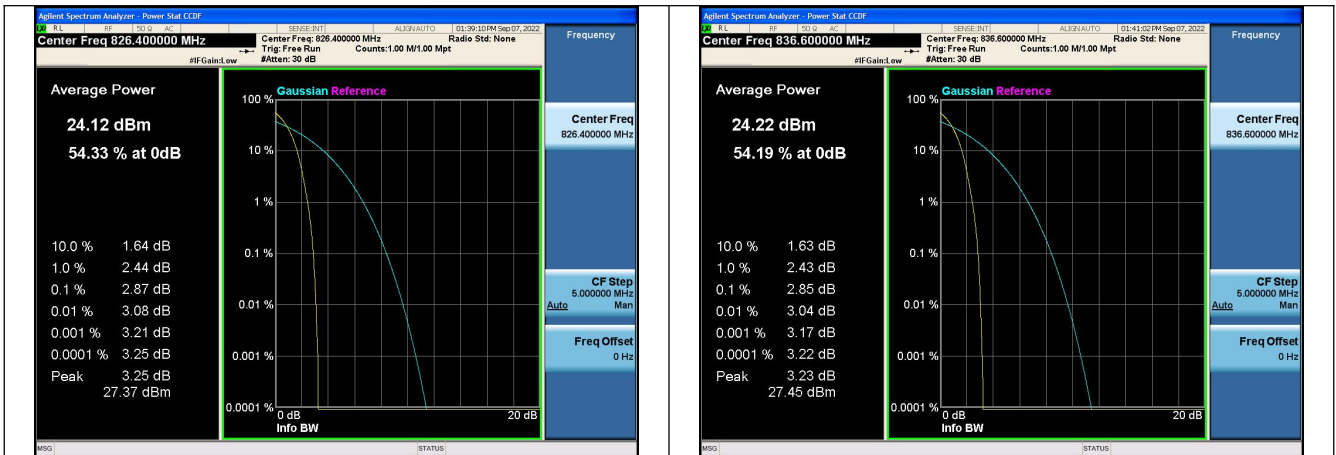 Agilent Spectrum Analyzer - Power Stat CCDF
RL RF 50 Ω AC SENSE:INT ALIGN AUTO 01:39:10 PM Sep 07, 2022
Center Freq 826.400000 MHz
Center Freq: 826.400000 MHz Radio Std: None
Trig: Free Run Counts:1.00 M/1.00 Mpt
#IFGain:Low #Atten: 30 dB
Frequency
Average Power
24.12 dBm
54.33 % at 0dB
10.0 % 1.64 dB
1.0 % 2.44 dB
0.1 % 2.87 dB
0.01 % 3.08 dB
0.001 % 3.21 dB
0.0001 % 3.25 dB
Peak 3.25 dB
27.37 dBm
Gaussian Reference
100 %
10 %
1 %
0.1 %
0.01 %
0.001 %
0.0001 %
0 dB 20 dB
Info BW
Center Freq
826.400000 MHz
CF Step
5.000000 MHz
Auto Man
Freq Offset
0 Hz
MSG STATUS
Agilent Spectrum Analyzer - Power Stat CCDF
RL RF 50 Ω AC SENSE:INT ALIGN AUTO 01:41:02 PM Sep 07, 2022
Center Freq 836.600000 MHz
Center Freq: 836.600000 MHz Radio Std: None
Trig: Free Run Counts:1.00 M/1.00 Mpt
#IFGain:Low #Atten: 30 dB
Frequency
Average Power
24.22 dBm
54.19 % at 0dB
10.0 % 1.63 dB
1.0 % 2.43 dB
0.1 % 2.85 dB
0.01 % 3.04 dB
0.001 % 3.17 dB
0.0001 % 3.22 dB
Peak 3.23 dB
27.45 dBm
Gaussian Reference
100 %
10 %
1 %
0.1 %
0.01 %
0.001 %
0.0001 %
0 dB 20 dB
Info BW
Center Freq
836.600000 MHz
CF Step
5.000000 MHz
Auto Man
Freq Offset
0 Hz
MSG STATUS